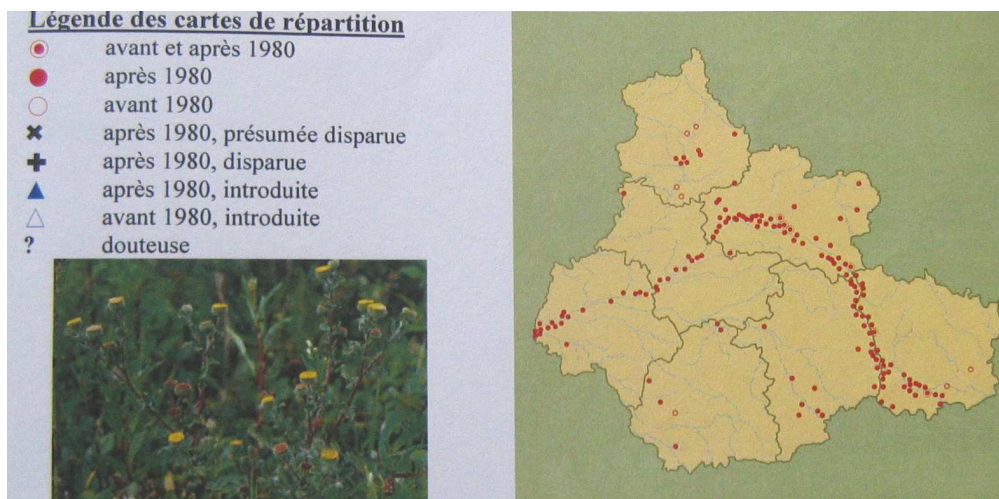 Légende des cartes de répartition
avant et après 1980
après 1980
avant 1980
après 1980, présumée disparue
après 1980, disparue
après 1980, introduite
avant 1980, introduite
? douteuse